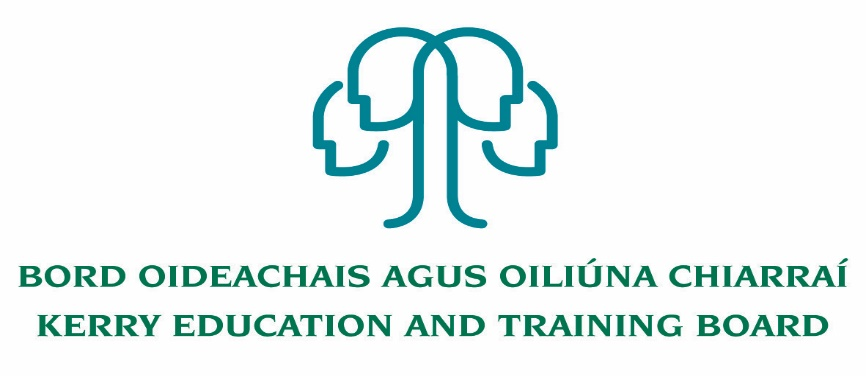 BORD OIDEACHAIS AGUS OILIÚNA CHIARRAÍ
KERRY EDUCATION AND TRAINING BOARD